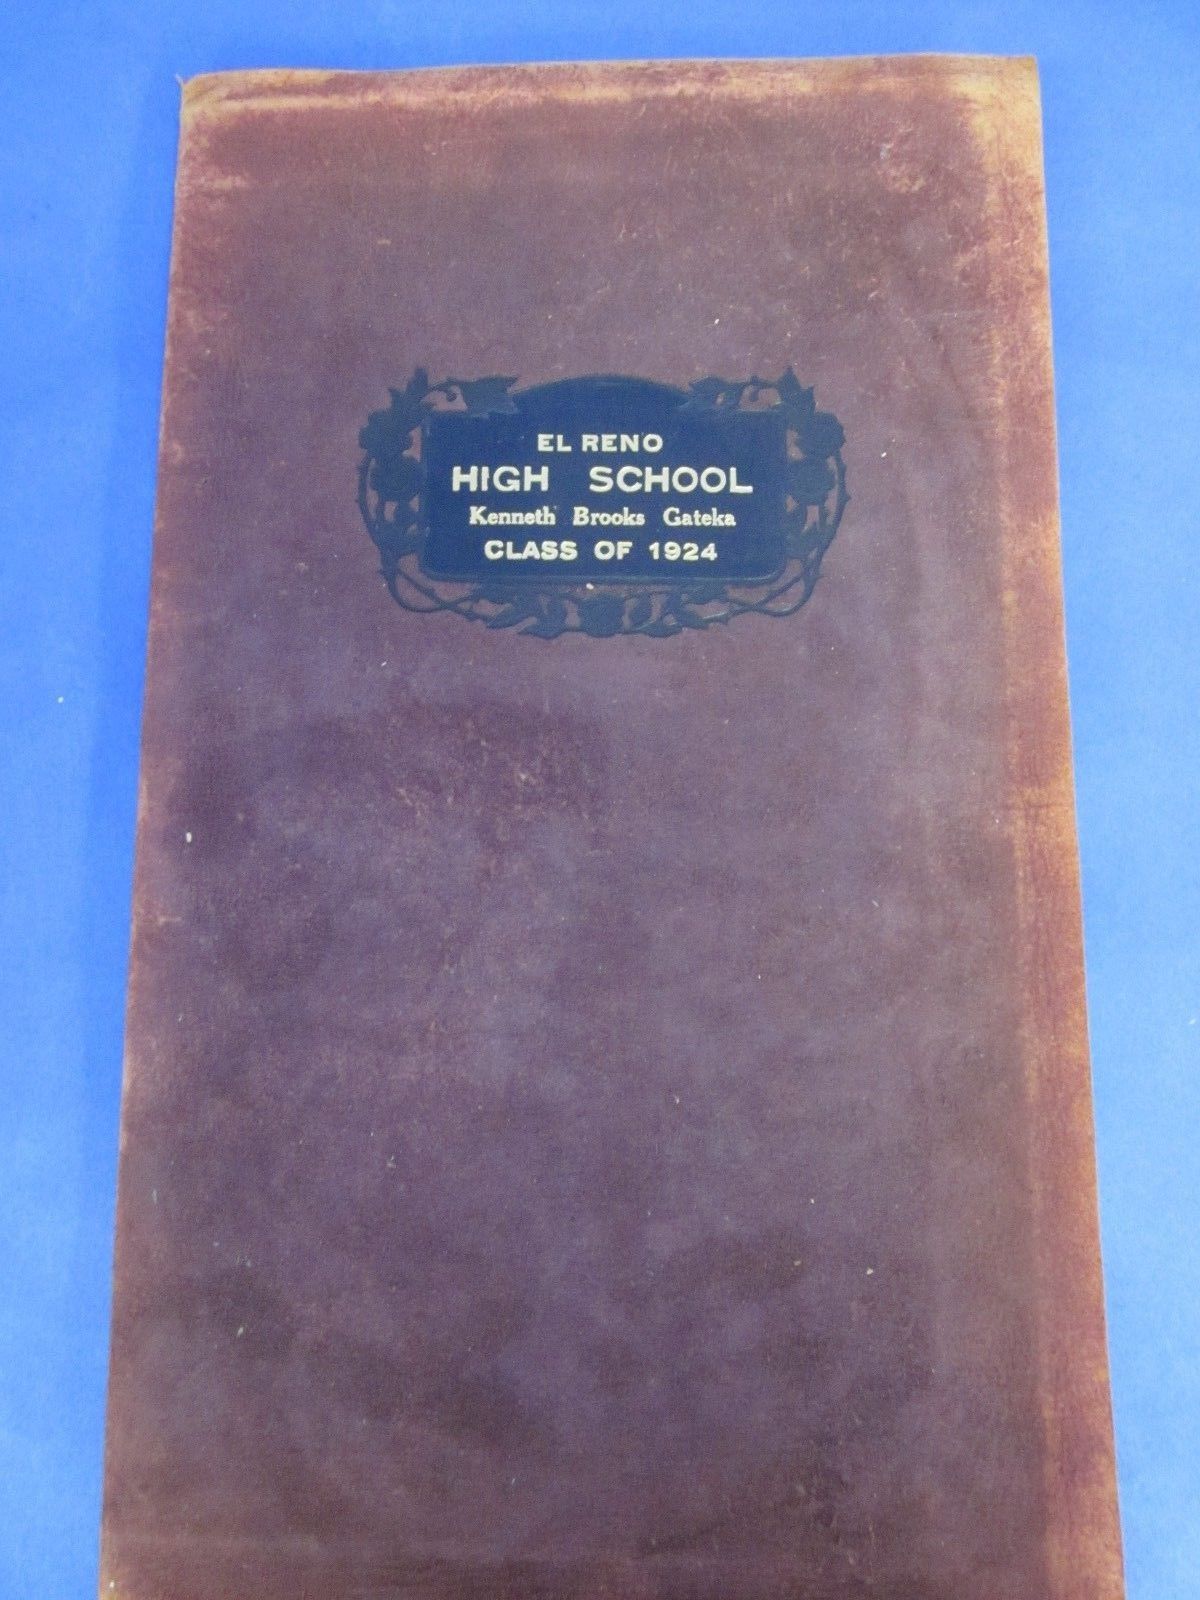 EL RENO
HIGH SCHOOL
Kenneth Brooks Gateka
CLASS OF 1924